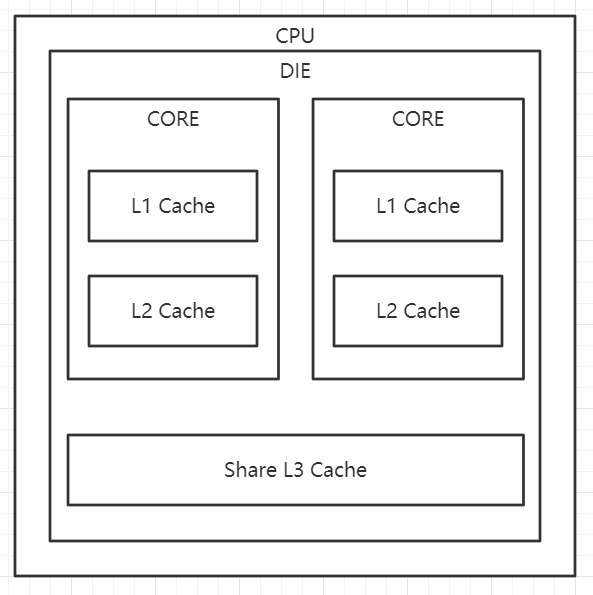 CPU
DIE
CORE
L1 Cache
L2 Cache
CORE
L1 Cache
L2 Cache
Share L3 Cache